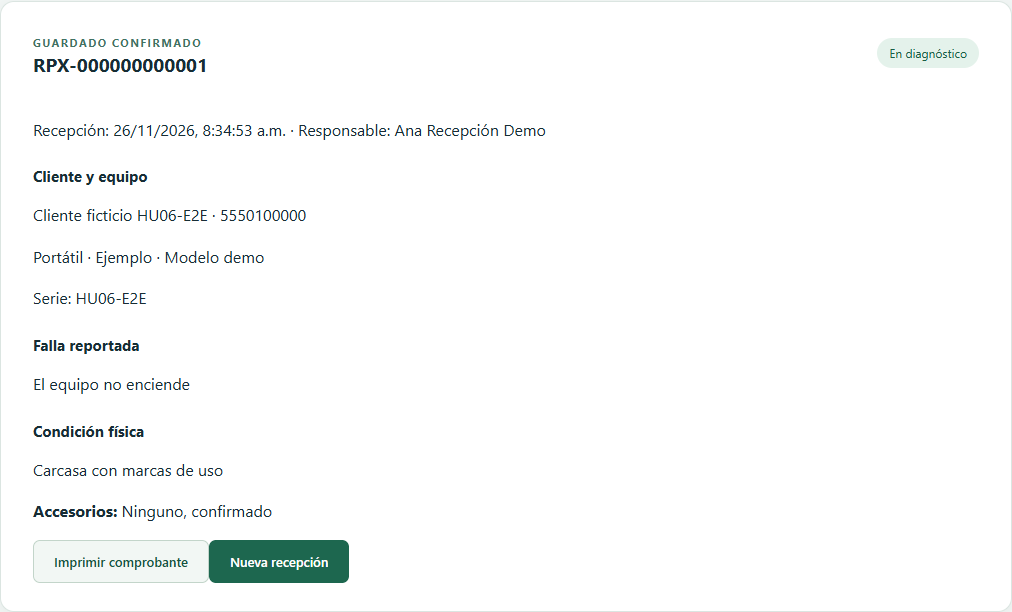 GUARDADO CONFIRMADO
RPX-000000000001
En diagnóstico
Recepción: 26/11/2026, 8:34:53 a.m. · Responsable: Ana Recepción Demo
Cliente y equipo
Cliente ficticio HU06-E2E · 5550100000
Portátil · Ejemplo · Modelo demo
Serie: HU06-E2E
Falla reportada
El equipo no enciende
Condición física
Carcasa con marcas de uso
Accesorios: Ninguno, confirmado
Imprimir comprobante
Nueva recepción